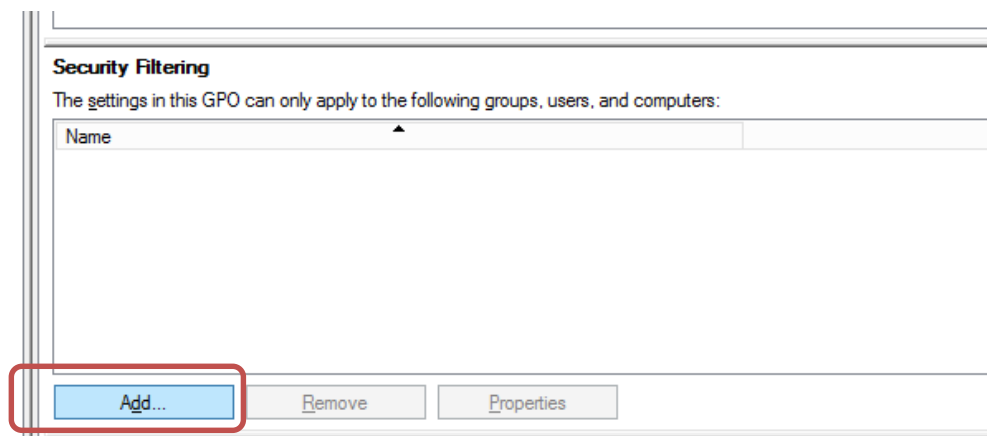 Security Filtering
The settings in this GPO can only apply to the following groups, users, and computers:
Name
Add... Remove Properties